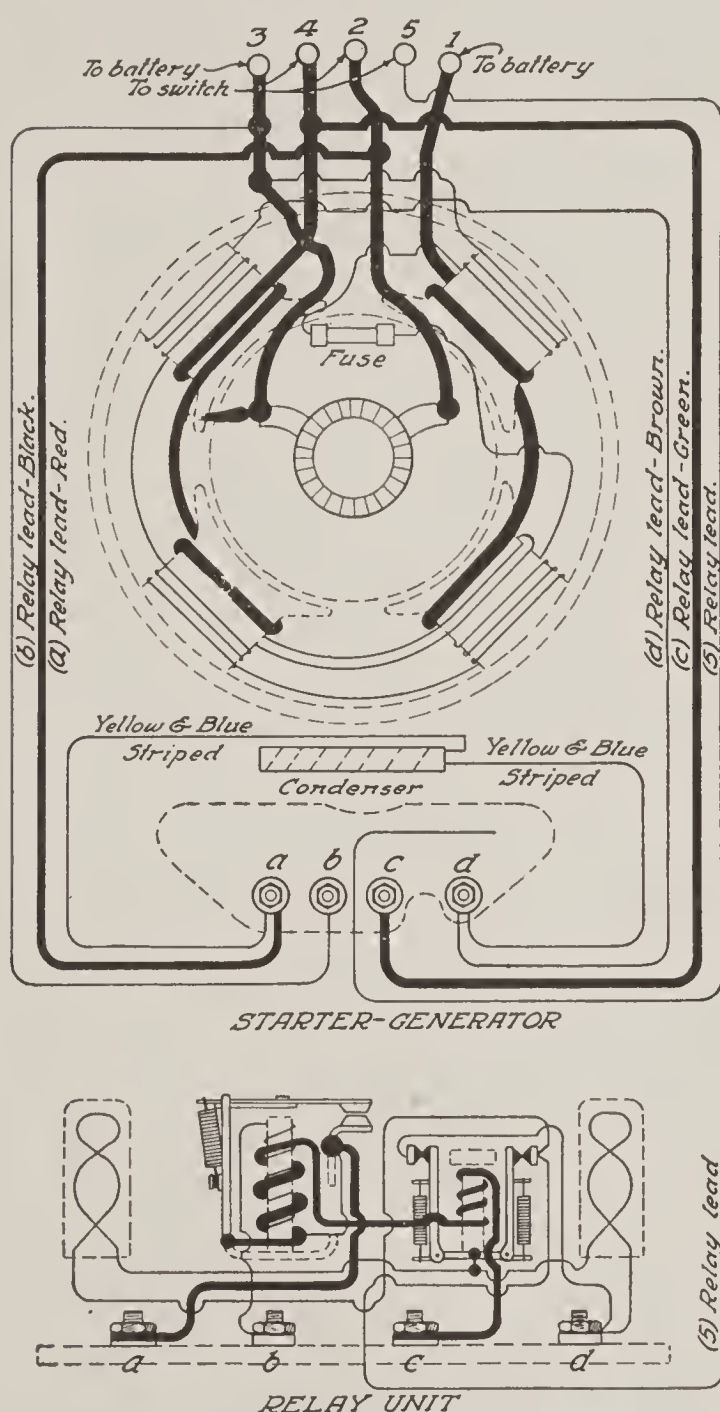 3 4 2 5 1
To battery
To battery
To switch
Fuse
(b) Relay lead-Black.
(a) Relay lead-Red.
(d) Relay lead-Brown.
(c) Relay lead-Green.
(5) Relay lead.
Yellow & Blue
Striped
Yellow & Blue
Striped
Condenser
a b c d
STARTER-GENERATOR
(5) Relay lead
a b c d
RELAY UNIT